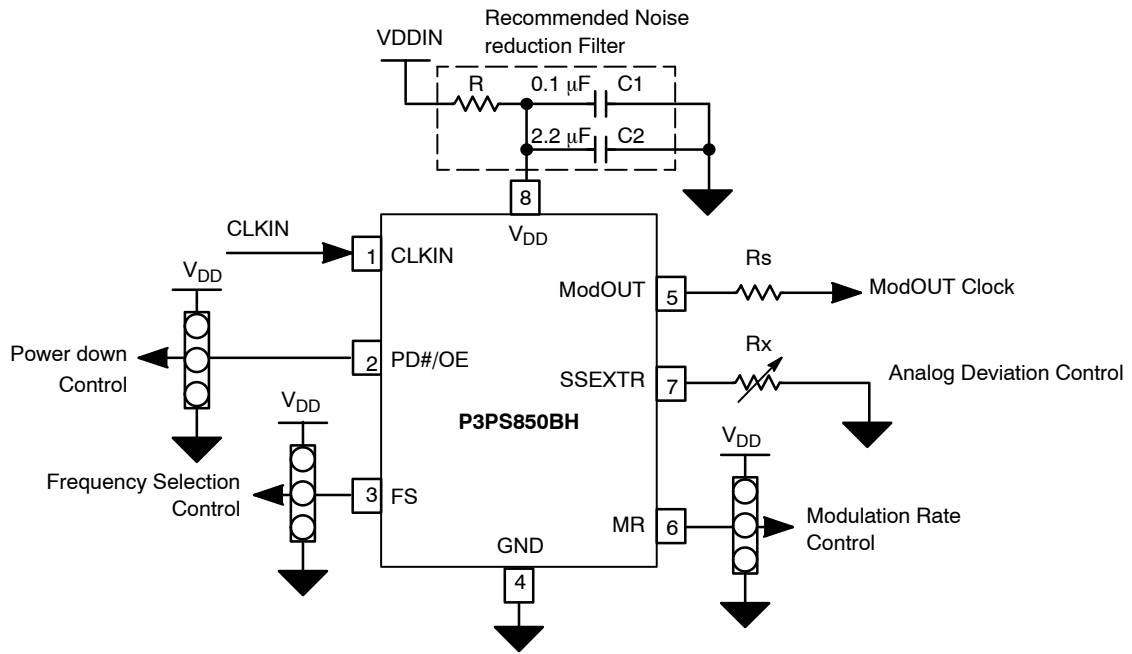 Recommended Noise
reduction Filter
VDDIN
R
0.1 μF
C1
2.2 μF
C2
8
VDD
CLKIN
1
CLKIN
VDD
ModOUT
5
Rs
ModOUT Clock
Power down
Control
2
PD#/OE
SSEXTR
7
Rx
Analog Deviation Control
P3PS850BH
VDD
Frequency Selection
Control
3
FS
VDD
MR
6
Modulation Rate
Control
GND
4